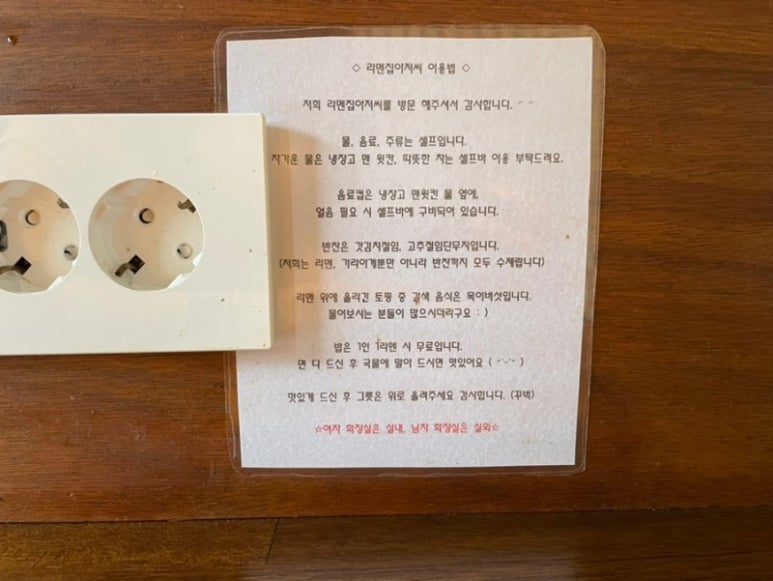 ◇ 라멘집아저씨 이용법 ◇
저희 라멘집아저씨를 방문 해주셔서 감사합니다. ^ ^
물, 음료, 주류는 셀프입니다.
차가운 물은 냉장고 맨 윗칸, 따뜻한 차는 셀프바 이용 부탁드려요.
음료컵은 냉장고 맨윗칸 물 옆에,
얼음 필요 시 셀프바에 구비되어 있습니다.
반찬은 갓김치절임, 고추절임단무지입니다.
(저희는 라멘, 가라아게뿐만 아니라 반찬까지 모두 수제랍니다)
라멘 위에 올라간 토핑 중 갈색 음식은 목이버섯입니다.
물어보시는 분들이 많으시더라구요 : )
밥은 1인 1라멘 시 무료입니다.
면 다 드신 후 국물에 말아 드시면 맛있어요 ( ᵔᵕᵔ )
맛있게 드신 후 그릇은 위로 올려주세요 감사합니다. (꾸벅)
☆여자 화장실은 실내, 남자 화장실은 실외☆